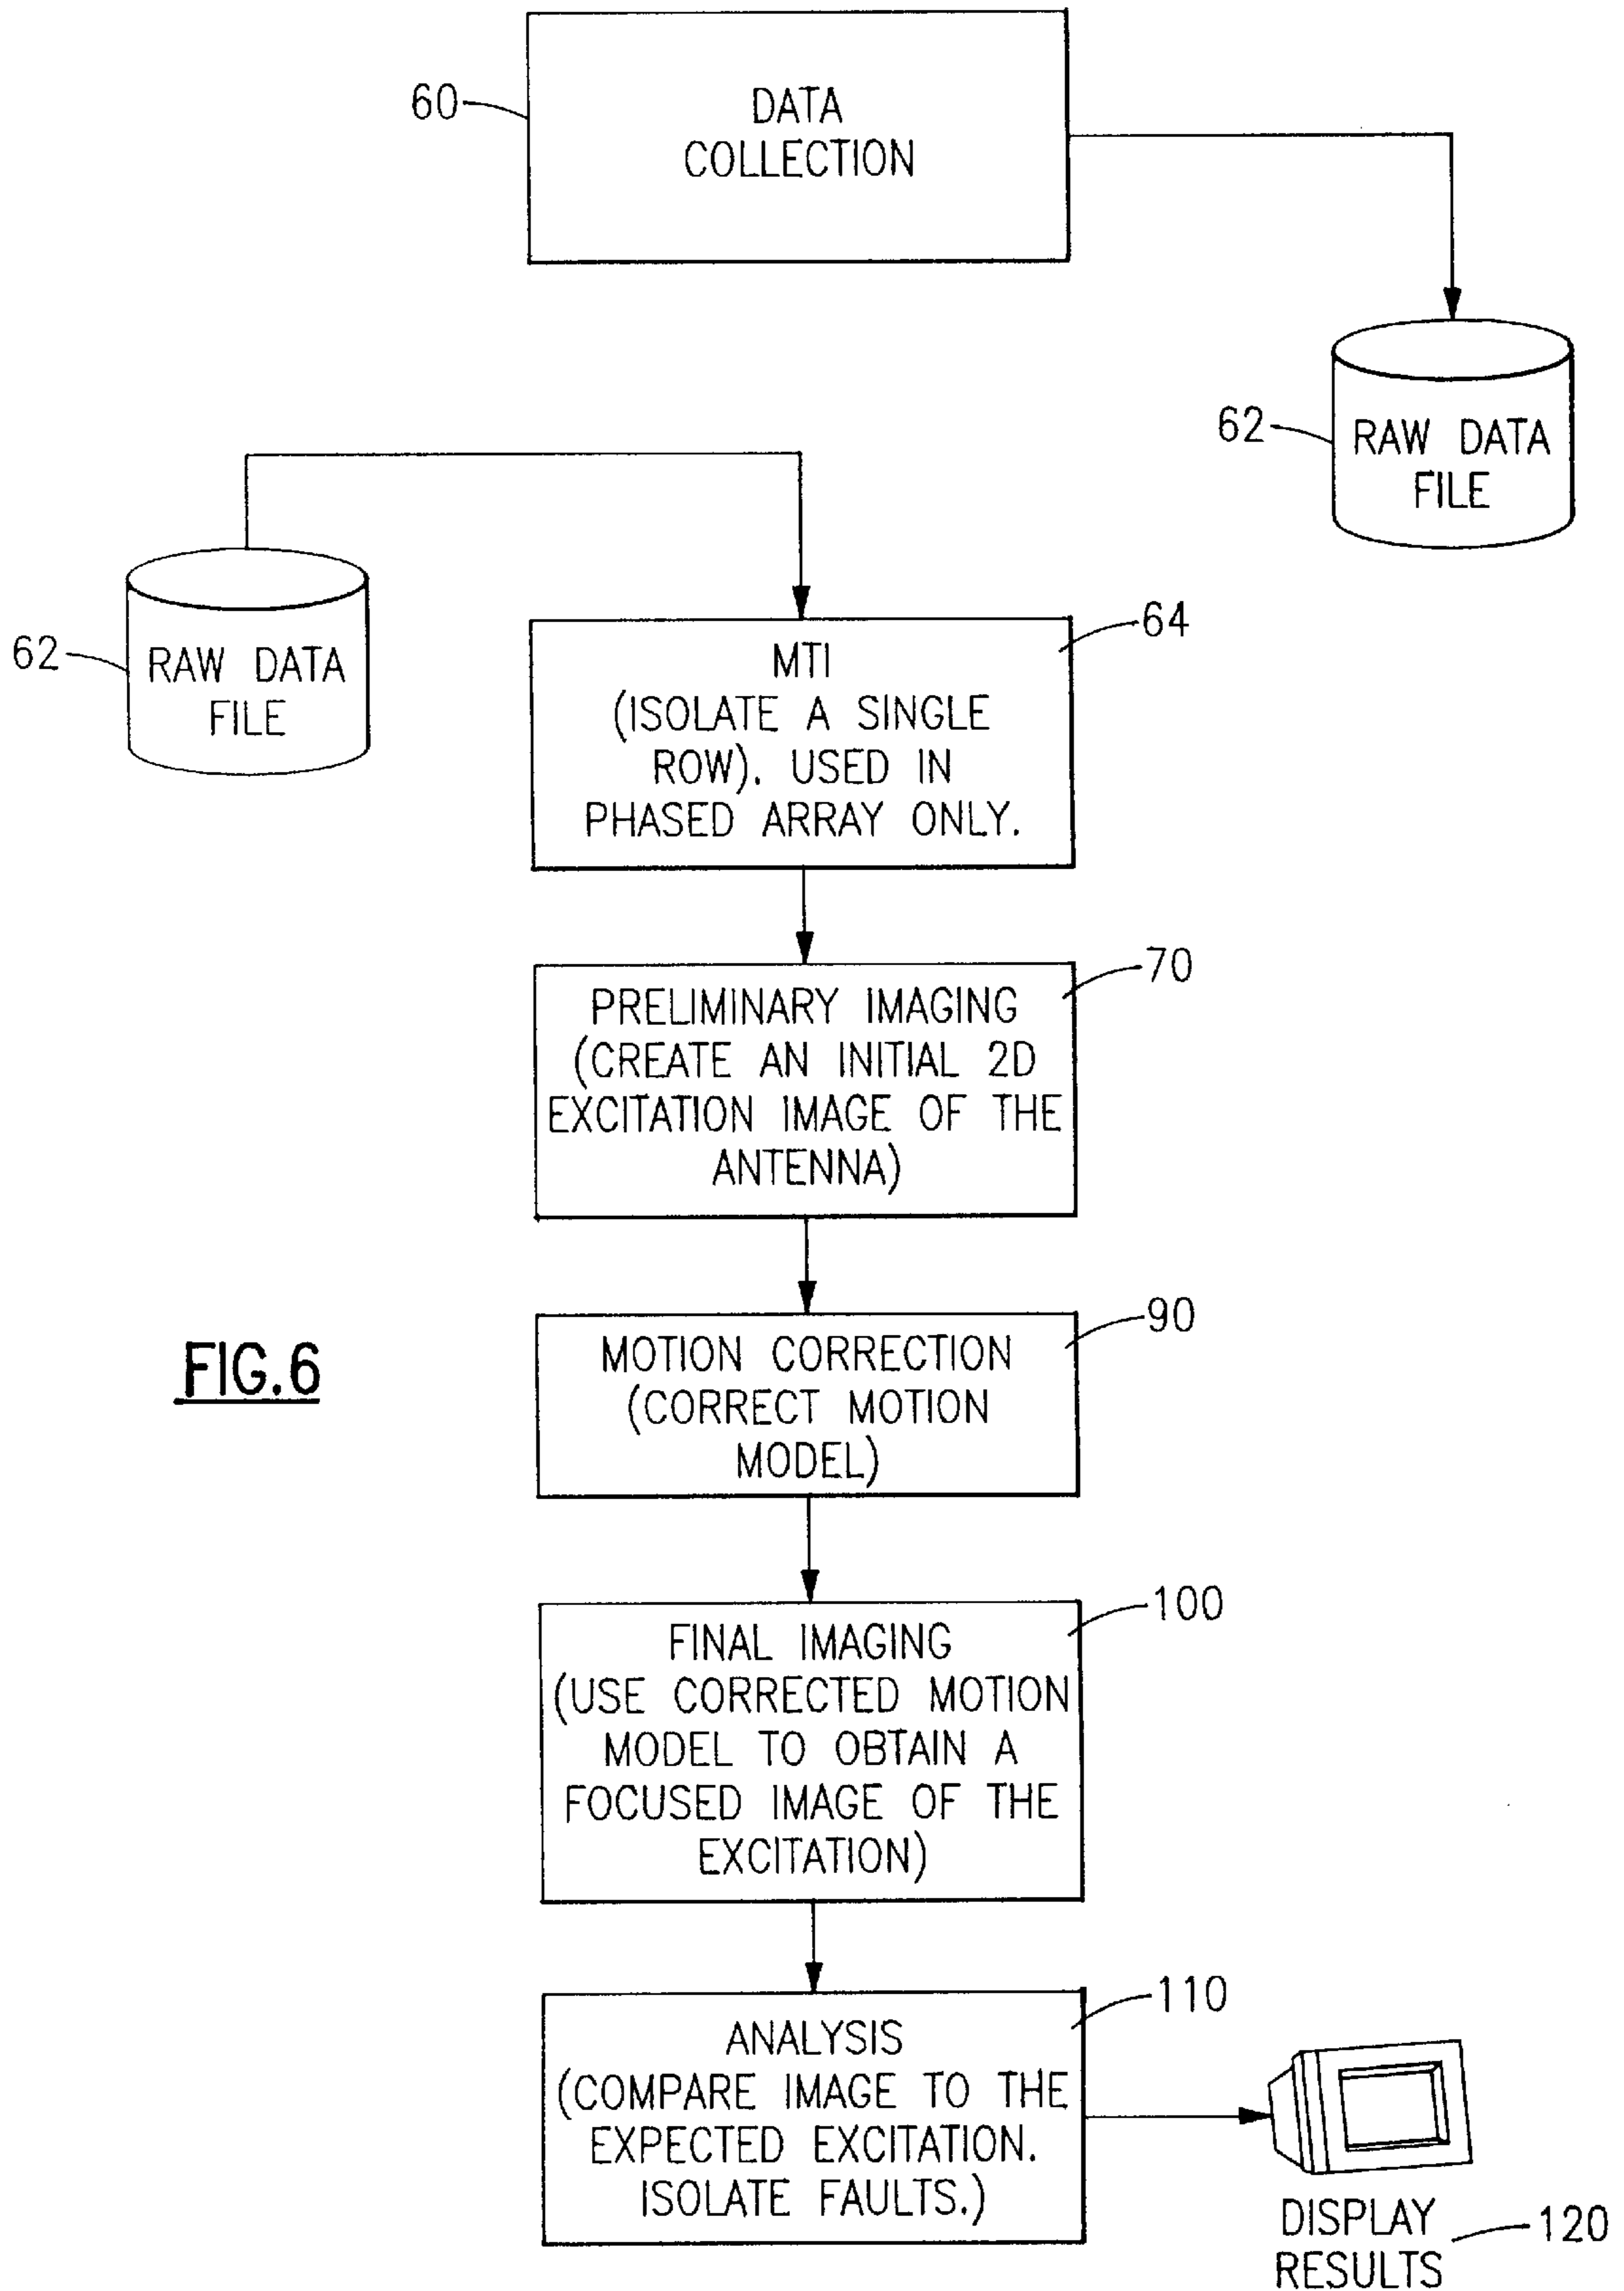 60
DATA
COLLECTION
62
RAW DATA
FILE
62
RAW DATA
FILE
64
MTI
(ISOLATE A SINGLE
ROW). USED IN
PHASED ARRAY ONLY.
70
PRELIMINARY IMAGING
(CREATE AN INITIAL 2D
EXCITATION IMAGE OF THE
ANTENNA)
FIG.6
90
MOTION CORRECTION
(CORRECT MOTION
MODEL)
100
FINAL IMAGING
(USE CORRECTED MOTION
MODEL TO OBTAIN A
FOCUSED IMAGE OF THE
EXCITATION)
110
ANALYSIS
(COMPARE IMAGE TO THE
EXPECTED EXCITATION.
ISOLATE FAULTS.)
DISPLAY
RESULTS
120